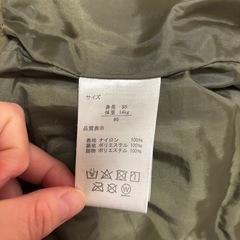 サイズ
身長 95
体重 14kg
95
品質表示
表地 ナイロン 100%
裏地 ポリエステル 100%
詰物 ポリエステル 100%
W